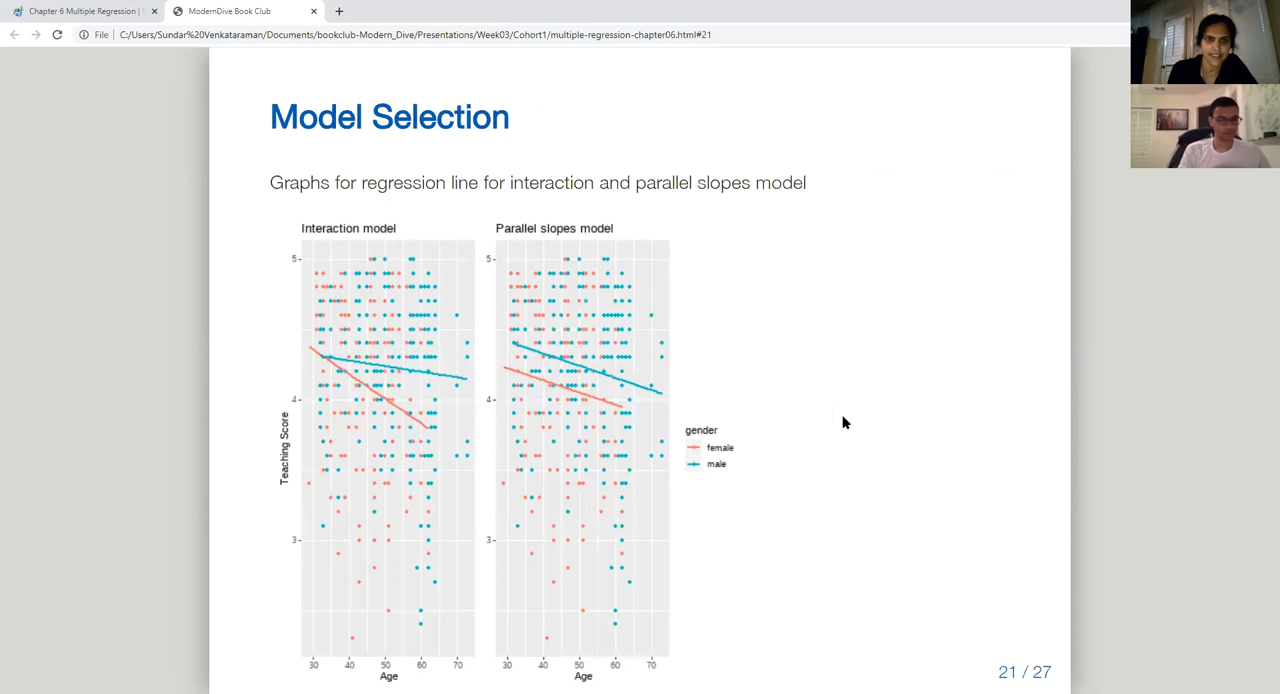 Chapter 6 Multiple Regression |
ModernDive Book Club
File
C:/Users/Sundar%20Venkataraman/Documents/bookclub-Modern_Dive/Presentations/Week03/Cohort1/multiple-regression-chapter06.html#21
Model Selection
Graphs for regression line for interaction and parallel slopes model
Interaction model
Parallel slopes model
5
4
3
Teaching Score
5
4
3
30 40 50 60 70
Age
30 40 50 60 70
Age
gender
female
male
21 / 27